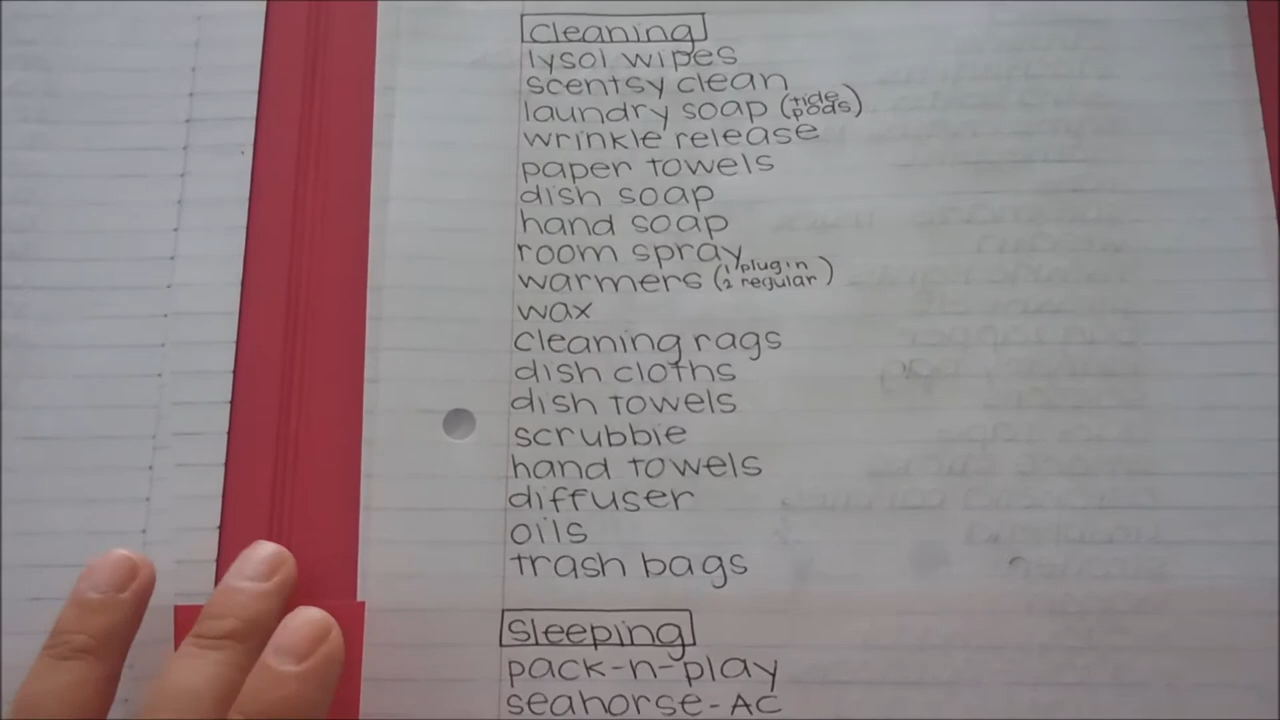 cleaning
lysol wipes
scentsy clean
laundry soap (tide pods)
wrinkle release
paper towels
dish soap
hand soap
room spray
warmers (1 plugin 2 regular)
wax
cleaning rags
dish cloths
dish towels
scrubbie
hand towels
diffuser
oils
trash bags
sleeping
pack-n-play
seahorse-AC